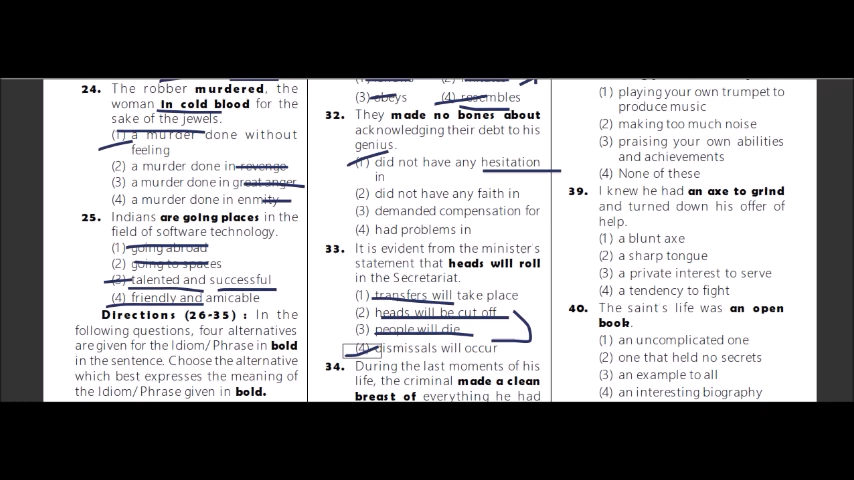 24. The robber murdered, the
woman in cold blood for the
sake of the jewels.
(1) a murder done without
feeling
(2) a murder done in revenge
(3) a murder done in great anger
(4) a murder done in enmity
25. Indians are going places in the
field of software technology.
(1) going abroad
(2) going to spaces
(3) talented and successful
(4) friendly and amicable
Directions (26-35) : In the
following questions, four alternatives
are given for the Idiom/Phrase in bold
in the sentence. Choose the alternative
which best expresses the meaning of
the Idiom/Phrase given in bold.
(3) obeys (4) resembles
32. They made no bones about
acknowledging their debt to his
genius.
(1) did not have any hesitation
in
(2) did not have any faith in
(3) demanded compensation for
(4) had problems in
33. It is evident from the minister's
statement that heads will roll
in the Secretariat.
(1) transfers will take place
(2) heads will be cut off
(3) people will die
(4) dismissals will occur
34. During the last moments of his
life, the criminal made a clean
breast of everything he had
(1) playing your own trumpet to
produce music
(2) making too much noise
(3) praising your own abilities
and achievements
(4) None of these
39. I knew he had an axe to grind
and turned down his offer of
help.
(1) a blunt axe
(2) a sharp tongue
(3) a private interest to serve
(4) a tendency to fight
40. The saint's life was an open
book.
(1) an uncomplicated one
(2) one that held no secrets
(3) an example to all
(4) an interesting biography